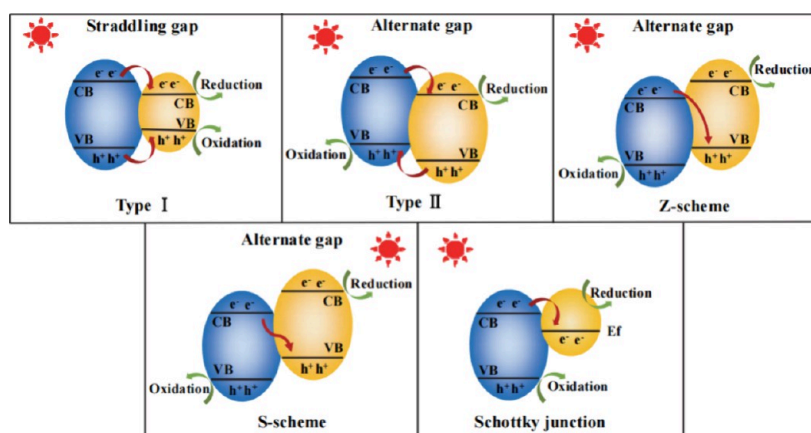 Straddling gap
e⁻ e⁻
CB
e⁻ e⁻
CB
Reduction
VB
VB
h⁺ h⁺
h⁺ h⁺
Oxidation
Type Ⅰ
Alternate gap
e⁻ e⁻
CB
e⁻ e⁻
CB
Reduction
VB
h⁺ h⁺
Oxidation
VB
h⁺ h⁺
Type Ⅱ
Alternate gap
e⁻ e⁻
CB
Reduction
e⁻ e⁻
CB
VB
h⁺ h⁺
VB
h⁺ h⁺
Oxidation
Z-scheme
Alternate gap
e⁻ e⁻
CB
Reduction
e⁻ e⁻
CB
VB
h⁺ h⁺
VB
h⁺ h⁺
Oxidation
S-scheme
e⁻ e⁻
CB
Reduction
Ef
e⁻ e⁻
VB
h⁺ h⁺
Oxidation
Schottky junction